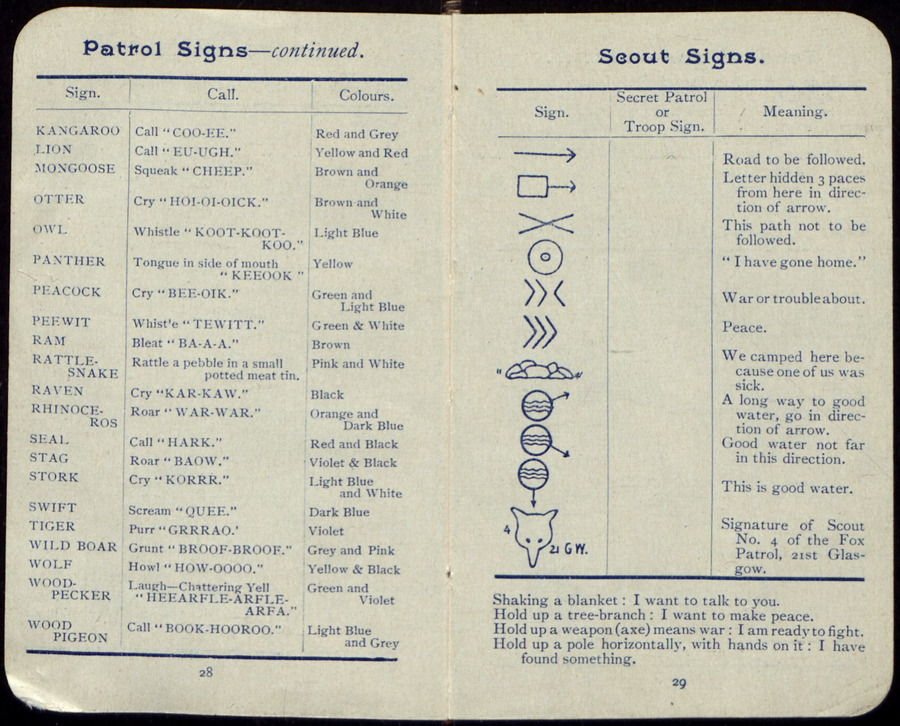 Patrol Signs—continued.
Sign. Call. Colours.
KANGAROO Call "COO-EE." Red and Grey
LION Call "EU-UGH." Yellow and Red
MONGOOSE Squeak "CHEEP." Brown and
Orange
OTTER Cry "HOI-OI-OICK." Brown and
White
OWL Whistle "KOOT-KOOT- Light Blue
KOO."
PANTHER Tongue in side of mouth Yellow
"KEEOOK"
PEACOCK Cry "BEE-OIK." Green and
Light Blue
PEEWIT Whist'e "TEWITT." Green & White
RAM Bleat "BA-A-A." Brown
RATTLE- Rattle a pebble in a small Pink and White
SNAKE potted meat tin.
RAVEN Cry "KAR-KAW." Black
RHINOCE- Roar "WAR-WAR." Orange and
ROS Dark Blue
SEAL Call "HARK." Red and Black
STAG Roar "BAOW." Violet & Black
STORK Cry "KORRR." Light Blue
and White
SWIFT Scream "QUEE." Dark Blue
TIGER Purr "GRRRAO.' Violet
WILD BOAR Grunt "BROOF-BROOF." Grey and Pink
WOLF Howl "HOW-OOOO." Yellow & Black
WOOD- Laugh—Chattering Yell Green and
PECKER "HEEARFLE-ARFLE- Violet
ARFA."
WOOD Call "BOOK-HOOROO." Light Blue
PIGEON and Grey
28
Scout Signs.
Sign. Secret Patrol
or
Troop Sign. Meaning.
Road to be followed.
Letter hidden 3 paces
from here in direc-
tion of arrow.
This path not to be
followed.
"I have gone home."
War or trouble about.
Peace.
We camped here be-
cause one of us was
sick.
A long way to good
water, go in direc-
tion of arrow.
Good water not far
in this direction.
This is good water.
4
21 G W.
Signature of Scout
No. 4 of the Fox
Patrol, 21st Glas-
gow.
Shaking a blanket: I want to talk to you.
Hold up a tree-branch: I want to make peace.
Hold up a weapon (axe) means war: I am ready to fight.
Hold up a pole horizontally, with hands on it: I have
found something.
29